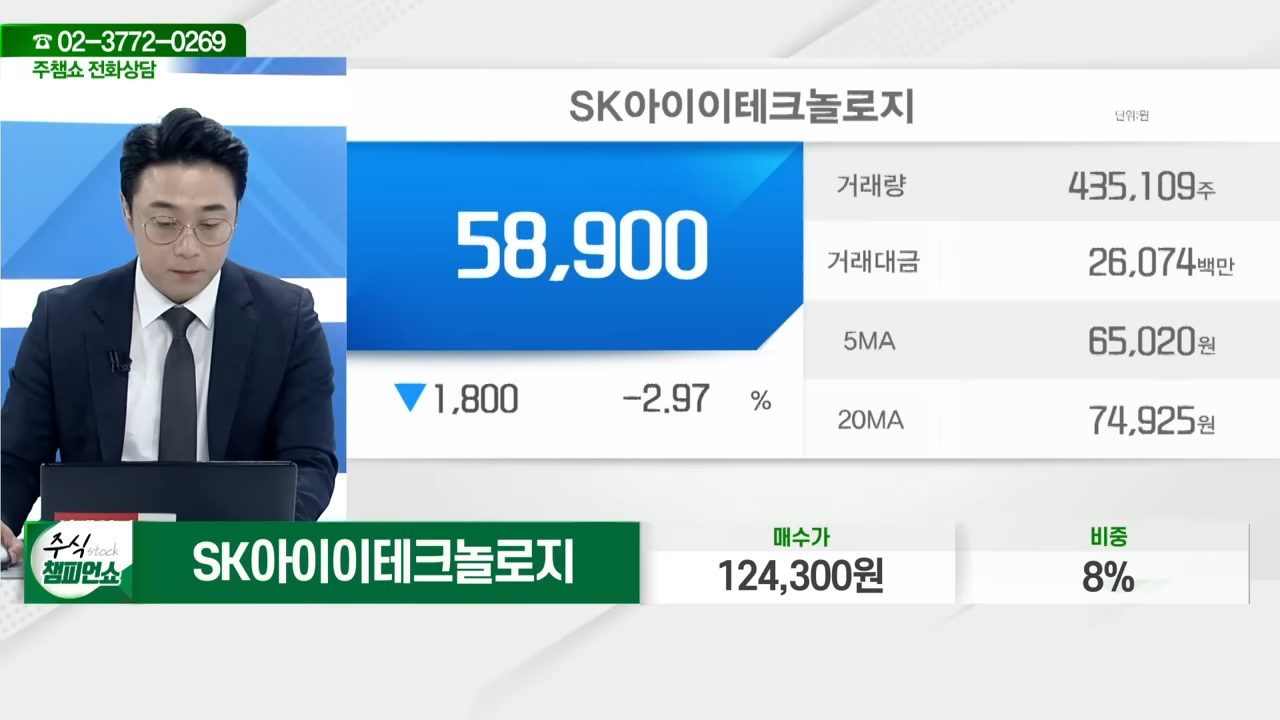 ☎ 02-3772-0269
주챔쇼 전화상담
SK아이이테크놀로지
단위:원
58,900
▼1,800 -2.97 %
거래량 435,109주
거래대금 26,074백만
5MA 65,020원
20MA 74,925원
주식 stock
챔피언쇼
SK아이이테크놀로지
매수가
124,300원
비중
8%